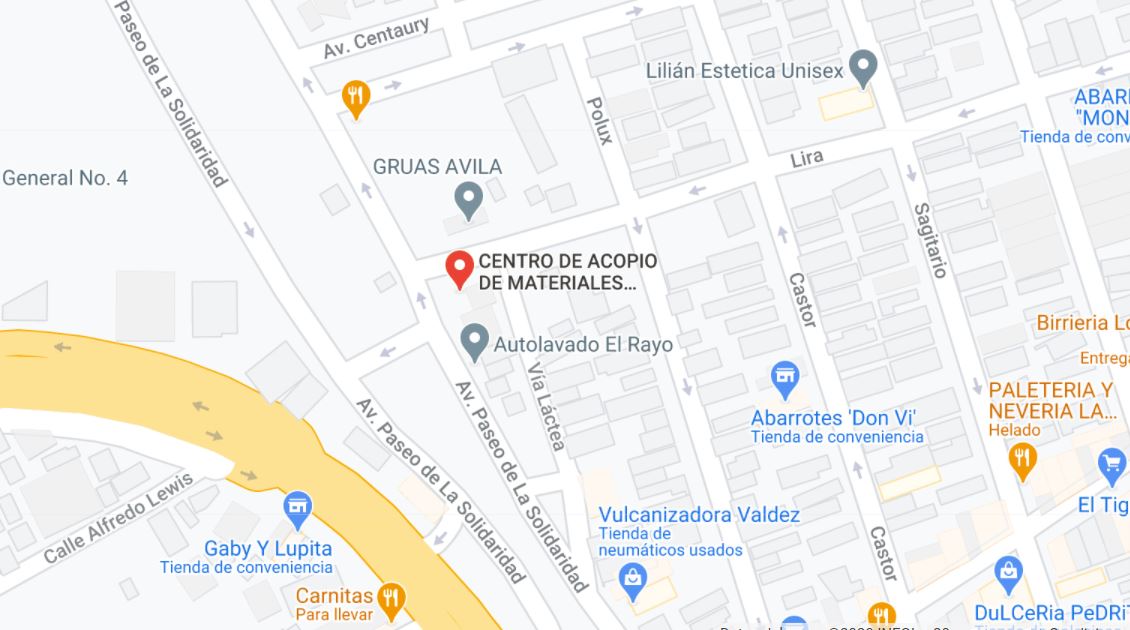 Paseo de La Solidaridad
Av. Centaury
Lilián Estetica Unisex
ABARR
"MON
Tienda de conv
Polux
Lira
GRUAS AVILA
General No. 4
Sagitario
CENTRO DE ACOPIO
DE MATERIALES...
Castor
Birrieria Lo
Autolavado El Rayo
Entrega
Vía Láctea
PALETERIA Y
NEVERIA LA...
Helado
Abarrotes 'Don Vi'
Tienda de conveniencia
Av. Paseo de La Solidaridad
Av. Paseo de La Solidaridad
Calle Alfredo Lewis
El Tig
Vulcanizadora Valdez
Tienda de
neumáticos usados
Castor
Gaby Y Lupita
Tienda de conveniencia
Carnitas
Para llevar
DuLCeRia PeDRiT